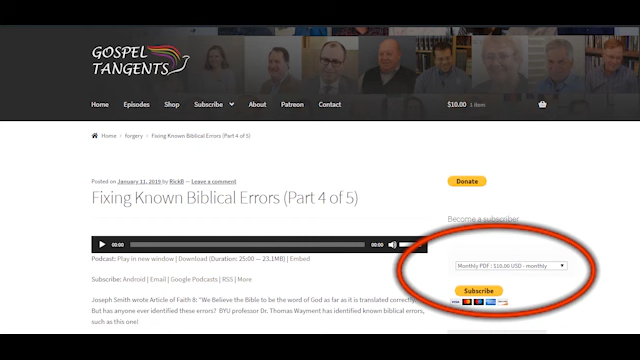 GOSPEL
TANGENTS
Home Episodes Shop Subscribe About Patreon Contact $10.00 1 item
Home > forgery > Fixing Known Biblical Errors (Part 4 of 5)
Posted on January 11, 2019 by RickB — Leave a comment
Fixing Known Biblical Errors (Part 4 of 5)
Donate
Become a subscriber
00:00 00:00
Podcast: Play in new window | Download (Duration: 25:00 — 23.1MB) | Embed
Monthly PDF : $10.00 USD - monthly
Subscribe: Android | Email | Google Podcasts | RSS | More
Subscribe
VISA
Joseph Smith wrote Article of Faith 8: "We Believe the Bible to be the word of God as far as it is translated correctly."
But has anyone ever identified these errors? BYU professor Dr. Thomas Wayment has identified known biblical errors,
such as this one!